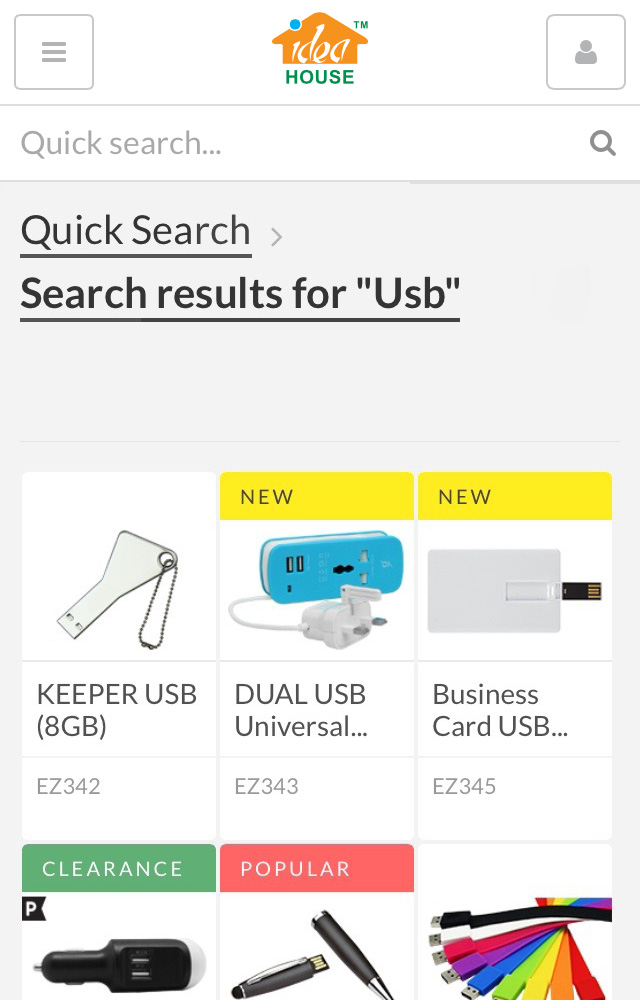 idea TM
HOUSE
Quick search...
Quick Search
Search results for "Usb"
NEW
NEW
KEEPER USB
(8GB)
DUAL USB
Universal...
Business
Card USB...
EZ342
EZ343
EZ345
CLEARANCE
POPULAR
P